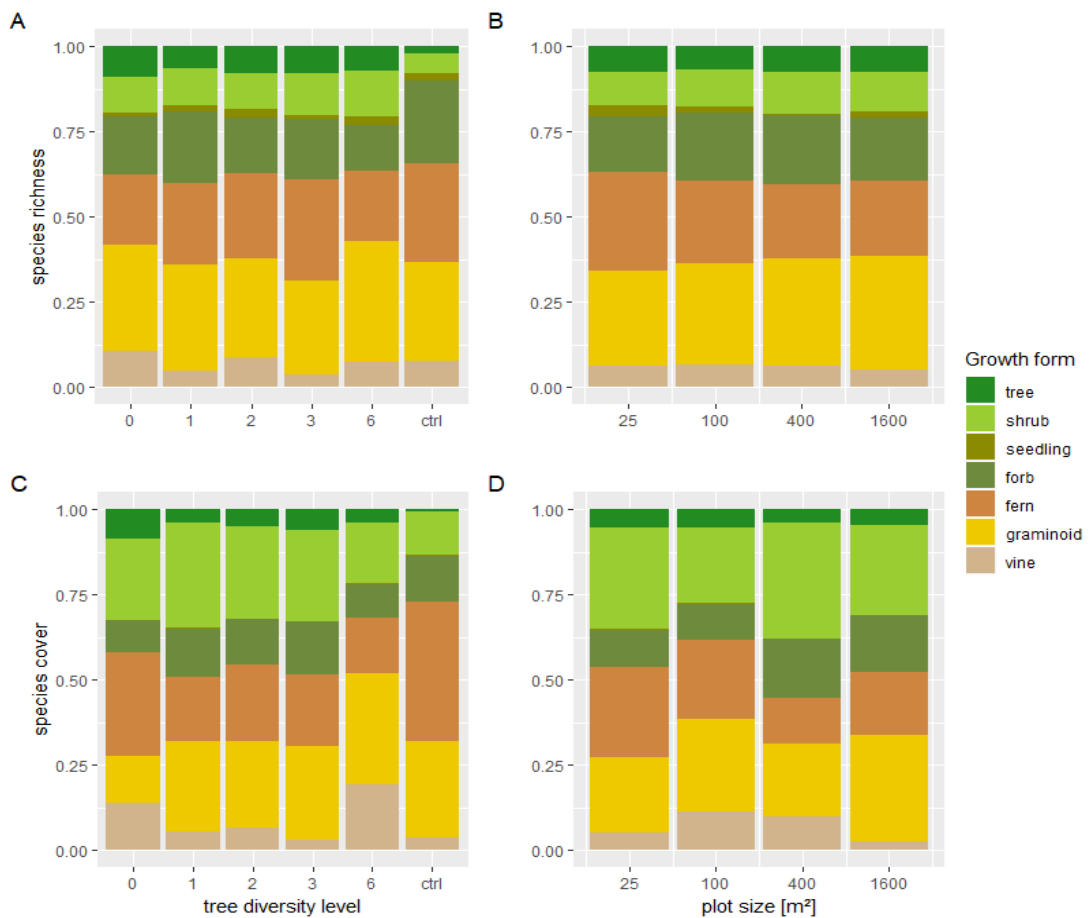 A
B
1.00
0.75
0.50
0.25
0.00
species richness
0 1 2 3 6 ctrl
1.00
0.75
0.50
0.25
0.00
25 100 400 1600
C
D
1.00
0.75
0.50
0.25
0.00
species cover
0 1 2 3 6 ctrl
tree diversity level
1.00
0.75
0.50
0.25
0.00
25 100 400 1600
plot size [m²]
Growth form
tree
shrub
seedling
forb
fern
graminoid
vine